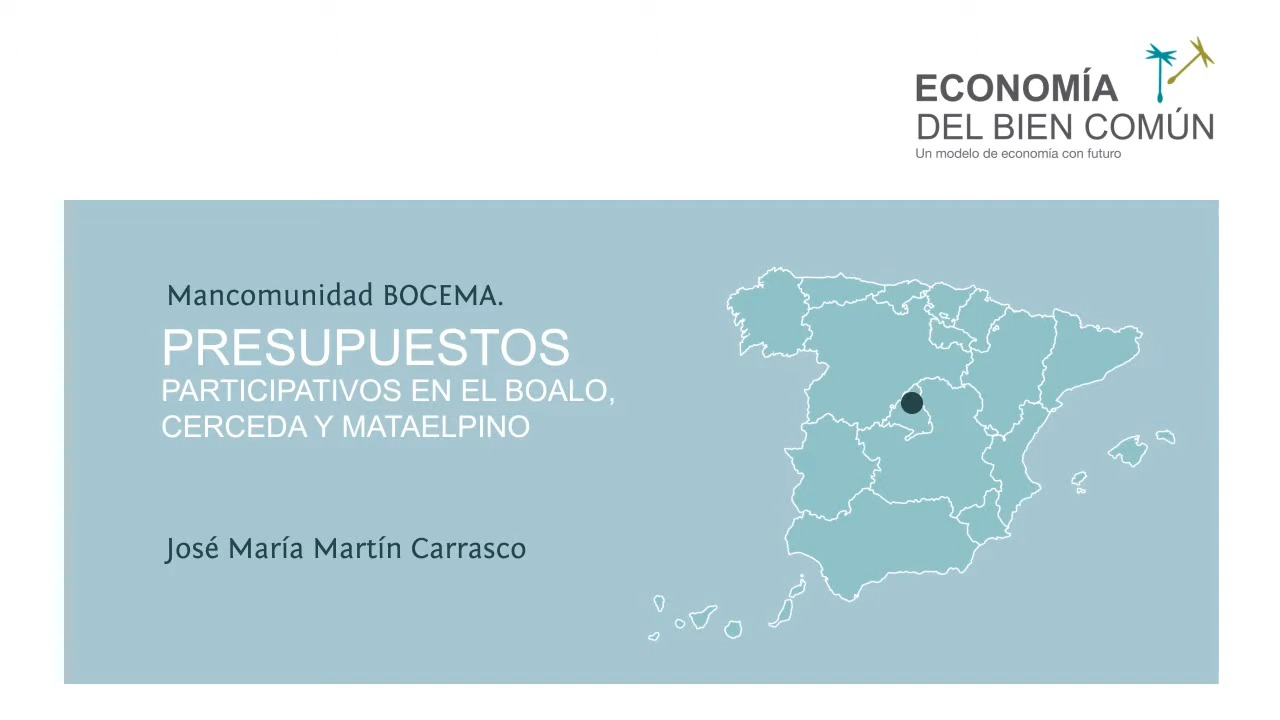 ECONOMÍA
DEL BIEN COMÚN
Un modelo de economía con futuro
Mancomunidad BOCEMA.
PRESUPUESTOS
PARTICIPATIVOS EN EL BOALO,
CERCEDA Y MATAELPINO
José María Martín Carrasco